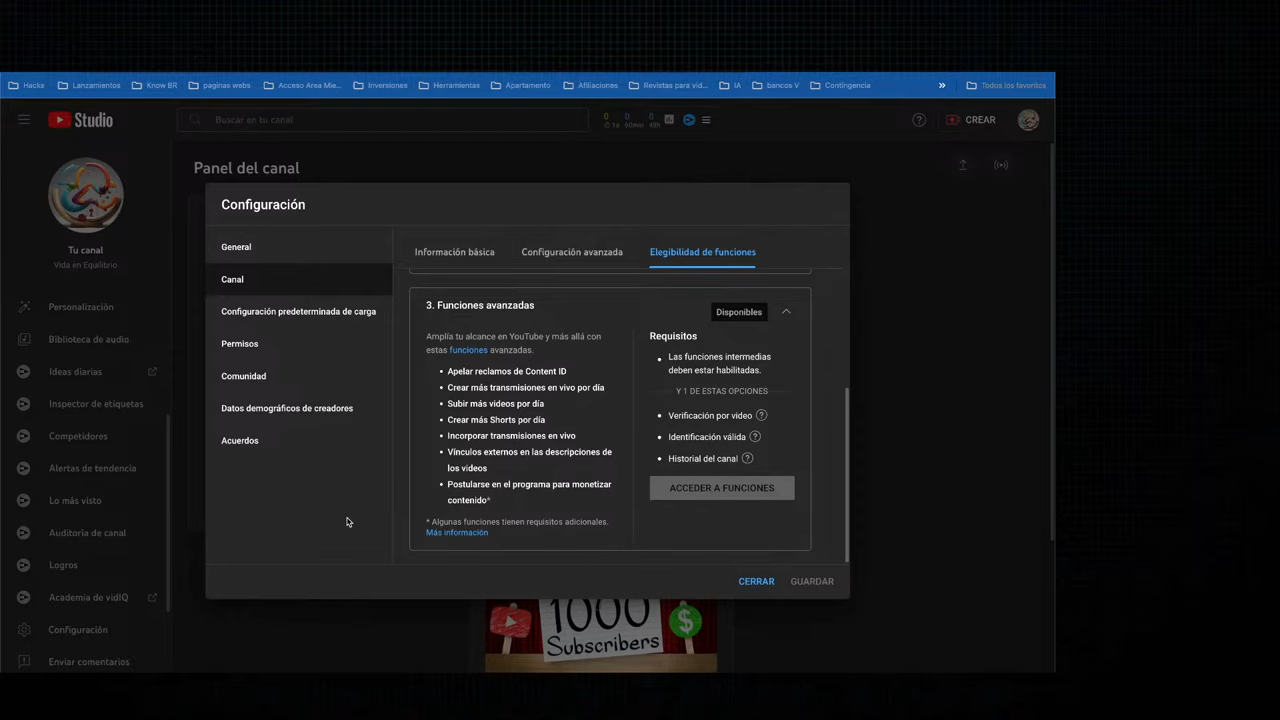 Hacks Lanzamientos Know BR paginas webs Acceso Area Mie... Inversiones Herramientas Apartamento Afiliaciones Revistas para vid... IA bancos V Contingencia » Todos los favoritos
Studio
Buscar en tu canal
0 0 0
60min 48h
CREAR
Panel del canal
Tu canal
Vida en Equilibrio
Personalización
Biblioteca de audio
Ideas diarias
Inspector de etiquetas
Competidores
Alertas de tendencia
Lo más visto
Auditoría de canal
Logros
Academia de vidIQ
Configuración
Enviar comentarios
Configuración
General
Canal
Configuración predeterminada de carga
Permisos
Comunidad
Datos demográficos de creadores
Acuerdos
Información básica Configuración avanzada Elegibilidad de funciones
3. Funciones avanzadas
Disponibles
Amplía tu alcance en YouTube y más allá con
estas funciones avanzadas.
• Apelar reclamos de Content ID
• Crear más transmisiones en vivo por día
• Subir más videos por día
• Crear más Shorts por día
• Incorporar transmisiones en vivo
• Vínculos externos en las descripciones de
los videos
• Postularse en el programa para monetizar
contenido*
* Algunas funciones tienen requisitos adicionales.
Más información
Requisitos
• Las funciones intermedias
deben estar habilitadas.
Y 1 DE ESTAS OPCIONES
• Verificación por video ?
• Identificación válida ?
• Historial del canal ?
ACCEDER A FUNCIONES
CERRAR GUARDAR
1000
Subscribers
$